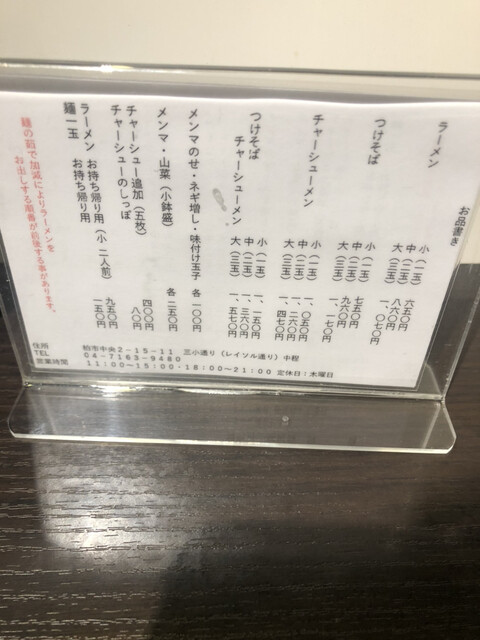 お品書き
ラーメン
小(一玉) 六五〇円
中(二玉) 八六〇円
大(三玉) 一、〇七〇円
つけそば
小(一玉) 七五〇円
中(二玉) 九六〇円
大(三玉) 一、一七〇円
チャーシューメン
小(一玉) 一、〇五〇円
中(二玉) 一、二六〇円
大(三玉) 一、四七〇円
つけそば
チャーシューメン
小(一玉) 一、一五〇円
中(二玉) 一、三六〇円
大(三玉) 一、五七〇円
メンマのせ・ネギ増し・味付け玉子 各一〇〇円
メンマ・山菜(小鉢盛) 各二五〇円
チャーシュー追加(五枚) 四〇〇円
チャーシューのしっぽ 八〇円
ラーメン お持ち帰り用(小 二人前) 九五〇円
麺一玉 お持ち帰り用 一五〇円
麺の茹で加減によりラーメンを
お出しする順番が前後する事があります。
住所 柏市中央2-15-11 三小通り(レイソル通り)中程
TEL 04-7163-9480
営業時間 11:00~15:00・18:00~21:00 定休日:木曜日